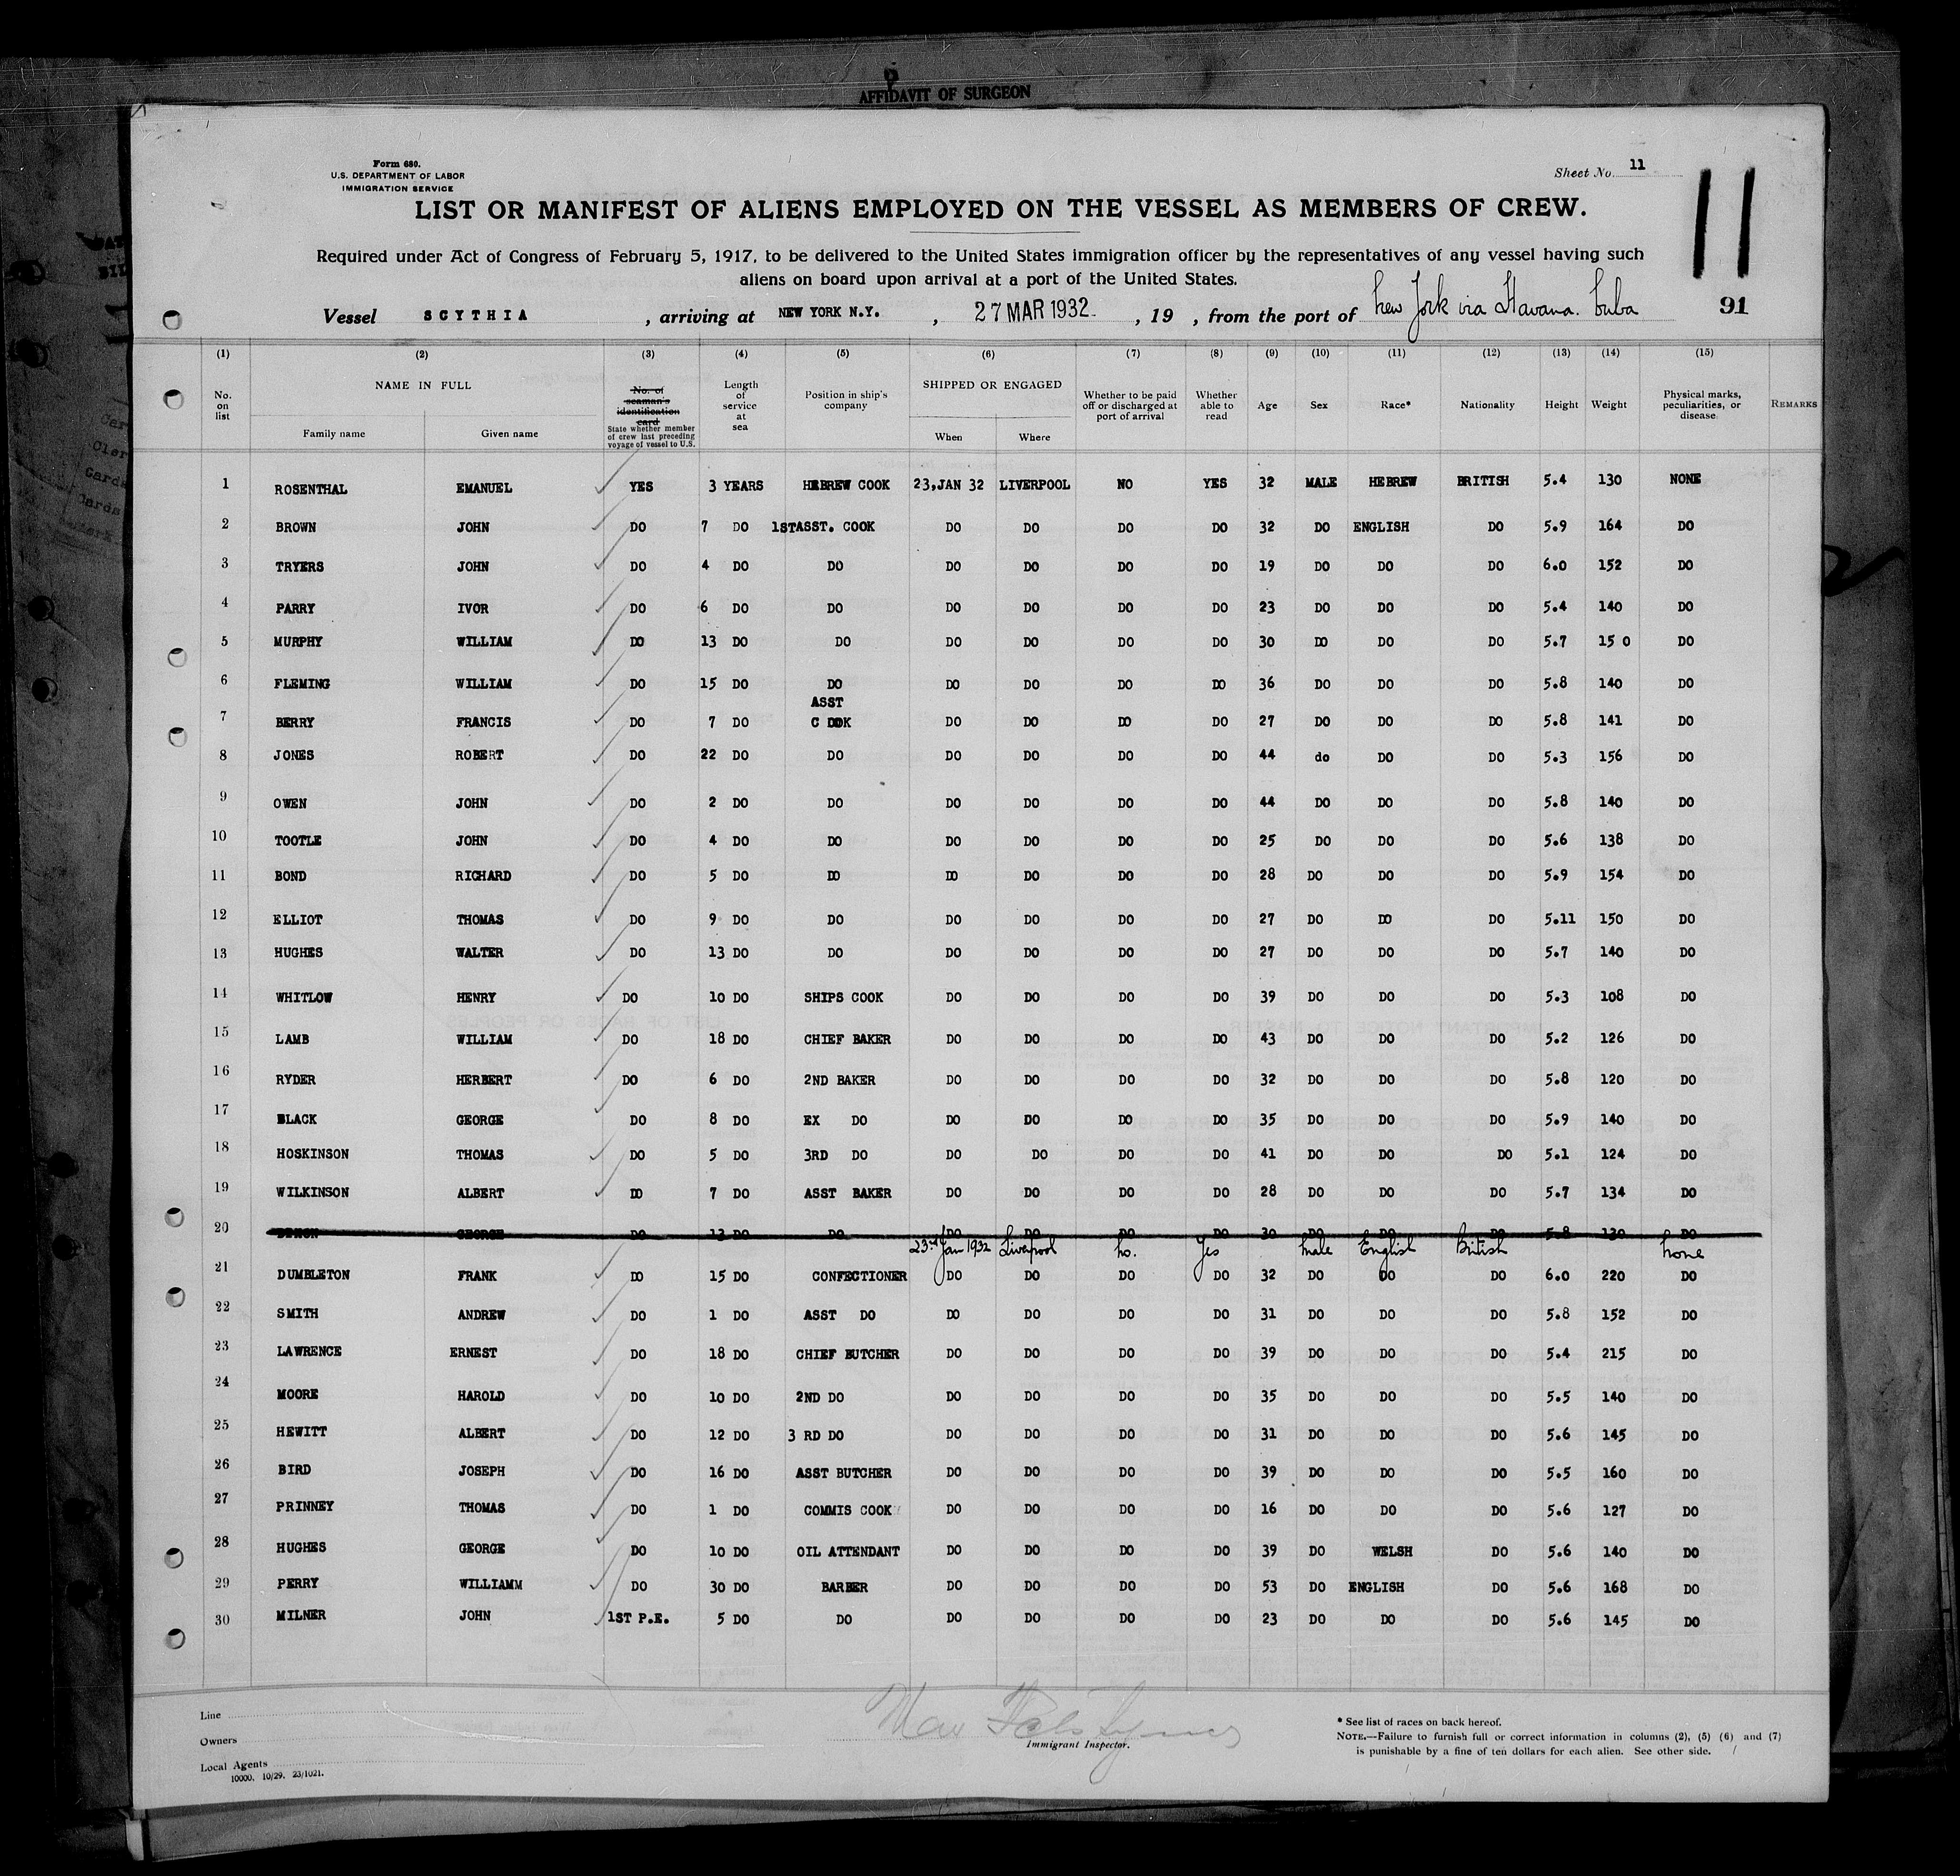 AFFIDAVIT OF SURGEON
Form 680.
U.S. DEPARTMENT OF LABOR
IMMIGRATION SERVICE
Sheet No. 11
11
LIST OR MANIFEST OF ALIENS EMPLOYED ON THE VESSEL AS MEMBERS OF CREW.
Required under Act of Congress of February 5, 1917, to be delivered to the United States immigration officer by the representatives of any vessel having such
aliens on board upon arrival at a port of the United States.
Vessel SCYTHIA, arriving at NEW YORK N.Y., 27 MAR 1932, 19 , from the port of New York via Havana. Cuba
91
(1) (2) (3) (4) (5) (6) (7) (8) (9) (10) (11) (12) (13) (14) (15)
No. on list NAME IN FULL Family name Given name No. of seaman's identification card State whether member of crew last preceding voyage of vessel to U.S. Length of service at sea Position in ship's company SHIPPED OR ENGAGED When Where Whether to be paid off or discharged at port of arrival Whether able to read Age Sex Race* Nationality Height Weight Physical marks, peculiarities, or disease REMARKS
1 ROSENTHAL EMANUEL YES 3 YEARS HEBREW COOK 23,JAN 32 LIVERPOOL NO YES 32 MALE HEBREW BRITISH 5.4 130 NONE
2 BROWN JOHN DO 7 DO 1STASST. COOK DO DO DO DO 32 DO ENGLISH DO 5.9 164 DO
3 TRYERS JOHN DO 4 DO DO DO DO DO DO 19 DO DO DO 6.0 152 DO
4 PARRY IVOR DO 6 DO DO DO DO DO DO 23 DO DO DO 5.4 140 DO
5 MURPHY WILLIAM DO 13 DO DO DO DO DO DO 30 DO DO DO 5.7 15 0 DO
6 FLEMING WILLIAM DO 15 DO DO DO DO DO DO 36 DO DO DO 5.8 140 DO
ASST
7 BERRY FRANCIS DO 7 DO C OOK DO DO DO DO 27 DO DO DO 5.8 141 DO
8 JONES ROBERT DO 22 DO DO DO DO DO DO 44 do DO DO 5.3 156 DO
9 OWEN JOHN DO 2 DO DO DO DO DO DO 44 DO DO DO 5.8 140 DO
10 TOOTLE JOHN DO 4 DO DO DO DO DO DO 25 DO DO DO 5.6 138 DO
11 BOND RICHARD DO 5 DO DO DO DO DO DO 28 DO DO DO 5.9 154 DO
12 ELLIOT THOMAS DO 9 DO DO DO DO DO DO 27 DO DO DO 5.11 150 DO
13 HUGHES WALTER DO 13 DO DO DO DO DO DO 27 DO DO DO 5.7 140 DO
14 WHITLOW HENRY DO 10 DO SHIPS COOK DO DO DO DO 39 DO DO DO 5.3 108 DO
15 LAMB WILLIAM DO 18 DO CHIEF BAKER DO DO DO DO 43 DO DO DO 5.2 126 DO
16 RYDER HERBERT DO 6 DO 2ND BAKER DO DO DO DO 32 DO DO DO 5.8 120 DO
17 BLACK GEORGE DO 8 DO EX DO DO DO DO DO 35 DO DO DO 5.9 140 DO
18 HOSKINSON THOMAS DO 5 DO 3RD DO DO DO DO DO 41 DO DO DO 5.1 124 DO
19 WILKINSON ALBERT DO 7 DO ASST BAKER DO DO DO DO 28 DO DO DO 5.7 134 DO
20 GEORGE DO 13 DO DO DO DO DO DO 30 DO DO DO 5.8 130 DO
23rd Jan 1932 Liverpool No. Yes Male English British None
21 DUMBLETON FRANK DO 15 DO CONFECTIONER DO DO DO DO 32 DO DO DO 6.0 220 DO
22 SMITH ANDREW DO 1 DO ASST DO DO DO DO DO 31 DO DO DO 5.8 152 DO
23 LAWRENCE ERNEST DO 18 DO CHIEF BUTCHER DO DO DO DO 39 DO DO DO 5.4 215 DO
24 MOORE HAROLD DO 10 DO 2ND DO DO DO DO DO 35 DO DO DO 5.5 140 DO
25 HEWITT ALBERT DO 12 DO 3 RD DO DO DO DO DO 31 DO DO DO 5.6 145 DO
26 BIRD JOSEPH DO 16 DO ASST BUTCHER DO DO DO DO 39 DO DO DO 5.5 160 DO
27 PRINNEY THOMAS DO 1 DO COMMIS COOK DO DO DO DO 16 DO DO DO 5.6 127 DO
28 HUGHES GEORGE DO 10 DO OIL ATTENDANT DO DO DO DO 39 DO WELSH DO 5.6 140 DO
29 PERRY WILLIAMM DO 30 DO BARBER DO DO DO DO 53 DO ENGLISH DO 5.6 168 DO
30 MILNER JOHN 1ST P.E. 5 DO DO DO DO DO DO 23 DO DO DO 5.6 145 DO
Line
Owners
Local Agents
10000. 10/29. 23/1021.
Immigrant Inspector.
* See list of races on back hereof.
NOTE.—Failure to furnish full or correct information in columns (2), (5) (6) and (7)
is punishable by a fine of ten dollars for each alien. See other side.